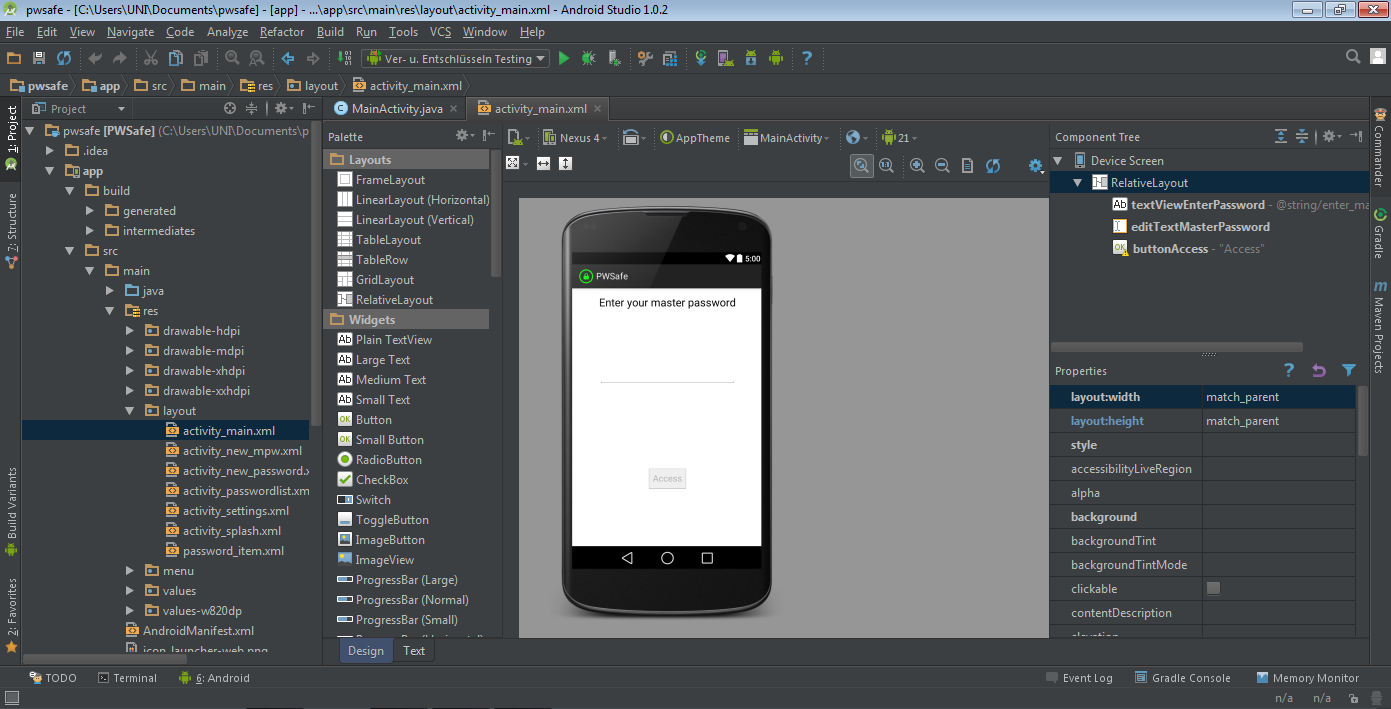 pwsafe - [C:\Users\UNI\Documents\pwsafe] - [app] - ...\app\src\main\res\layout\activity_main.xml - Android Studio 1.0.2
File Edit View Navigate Code Analyze Refactor Build Run Tools VCS Window Help
Ver- u. Entschlüsseln Testing
pwsafe app src main res layout activity_main.xml
1: Project
7: Structure
Build Variants
2: Favorites
Project
pwsafe [PWSafe] (C:\Users\UNI\Documents\p
.idea
app
build
generated
intermediates
src
main
java
res
drawable-hdpi
drawable-mdpi
drawable-xhdpi
drawable-xxhdpi
layout
activity_main.xml
activity_new_mpw.xml
activity_new_password.x
activity_passwordlist.xm
activity_settings.xml
activity_splash.xml
password_item.xml
menu
values
values-w820dp
AndroidManifest.xml
icon_launcher-web.png
MainActivity.java activity_main.xml
Palette
Layouts
FrameLayout
LinearLayout (Horizontal)
LinearLayout (Vertical)
TableLayout
TableRow
GridLayout
RelativeLayout
Widgets
Plain TextView
Large Text
Medium Text
Small Text
Button
Small Button
RadioButton
CheckBox
Switch
ToggleButton
ImageButton
ImageView
ProgressBar (Large)
ProgressBar (Normal)
ProgressBar (Small)
ProgressBar (Horizontal)
Design Text
Nexus 4 AppTheme MainActivity 21
5:00
PWSafe
Enter your master password
Access
Component Tree
Device Screen
RelativeLayout
Ab textViewEnterPassword - @string/enter_ma
editTextMasterPassword
OK buttonAccess - "Access"
Properties
layout:width match_parent
layout:height match_parent
style
accessibilityLiveRegion
alpha
background
backgroundTint
backgroundTintMode
clickable
contentDescription
elevation
Commander
Gradle
Maven Projects
TODO Terminal 6: Android Event Log Gradle Console Memory Monitor
n/a n/a